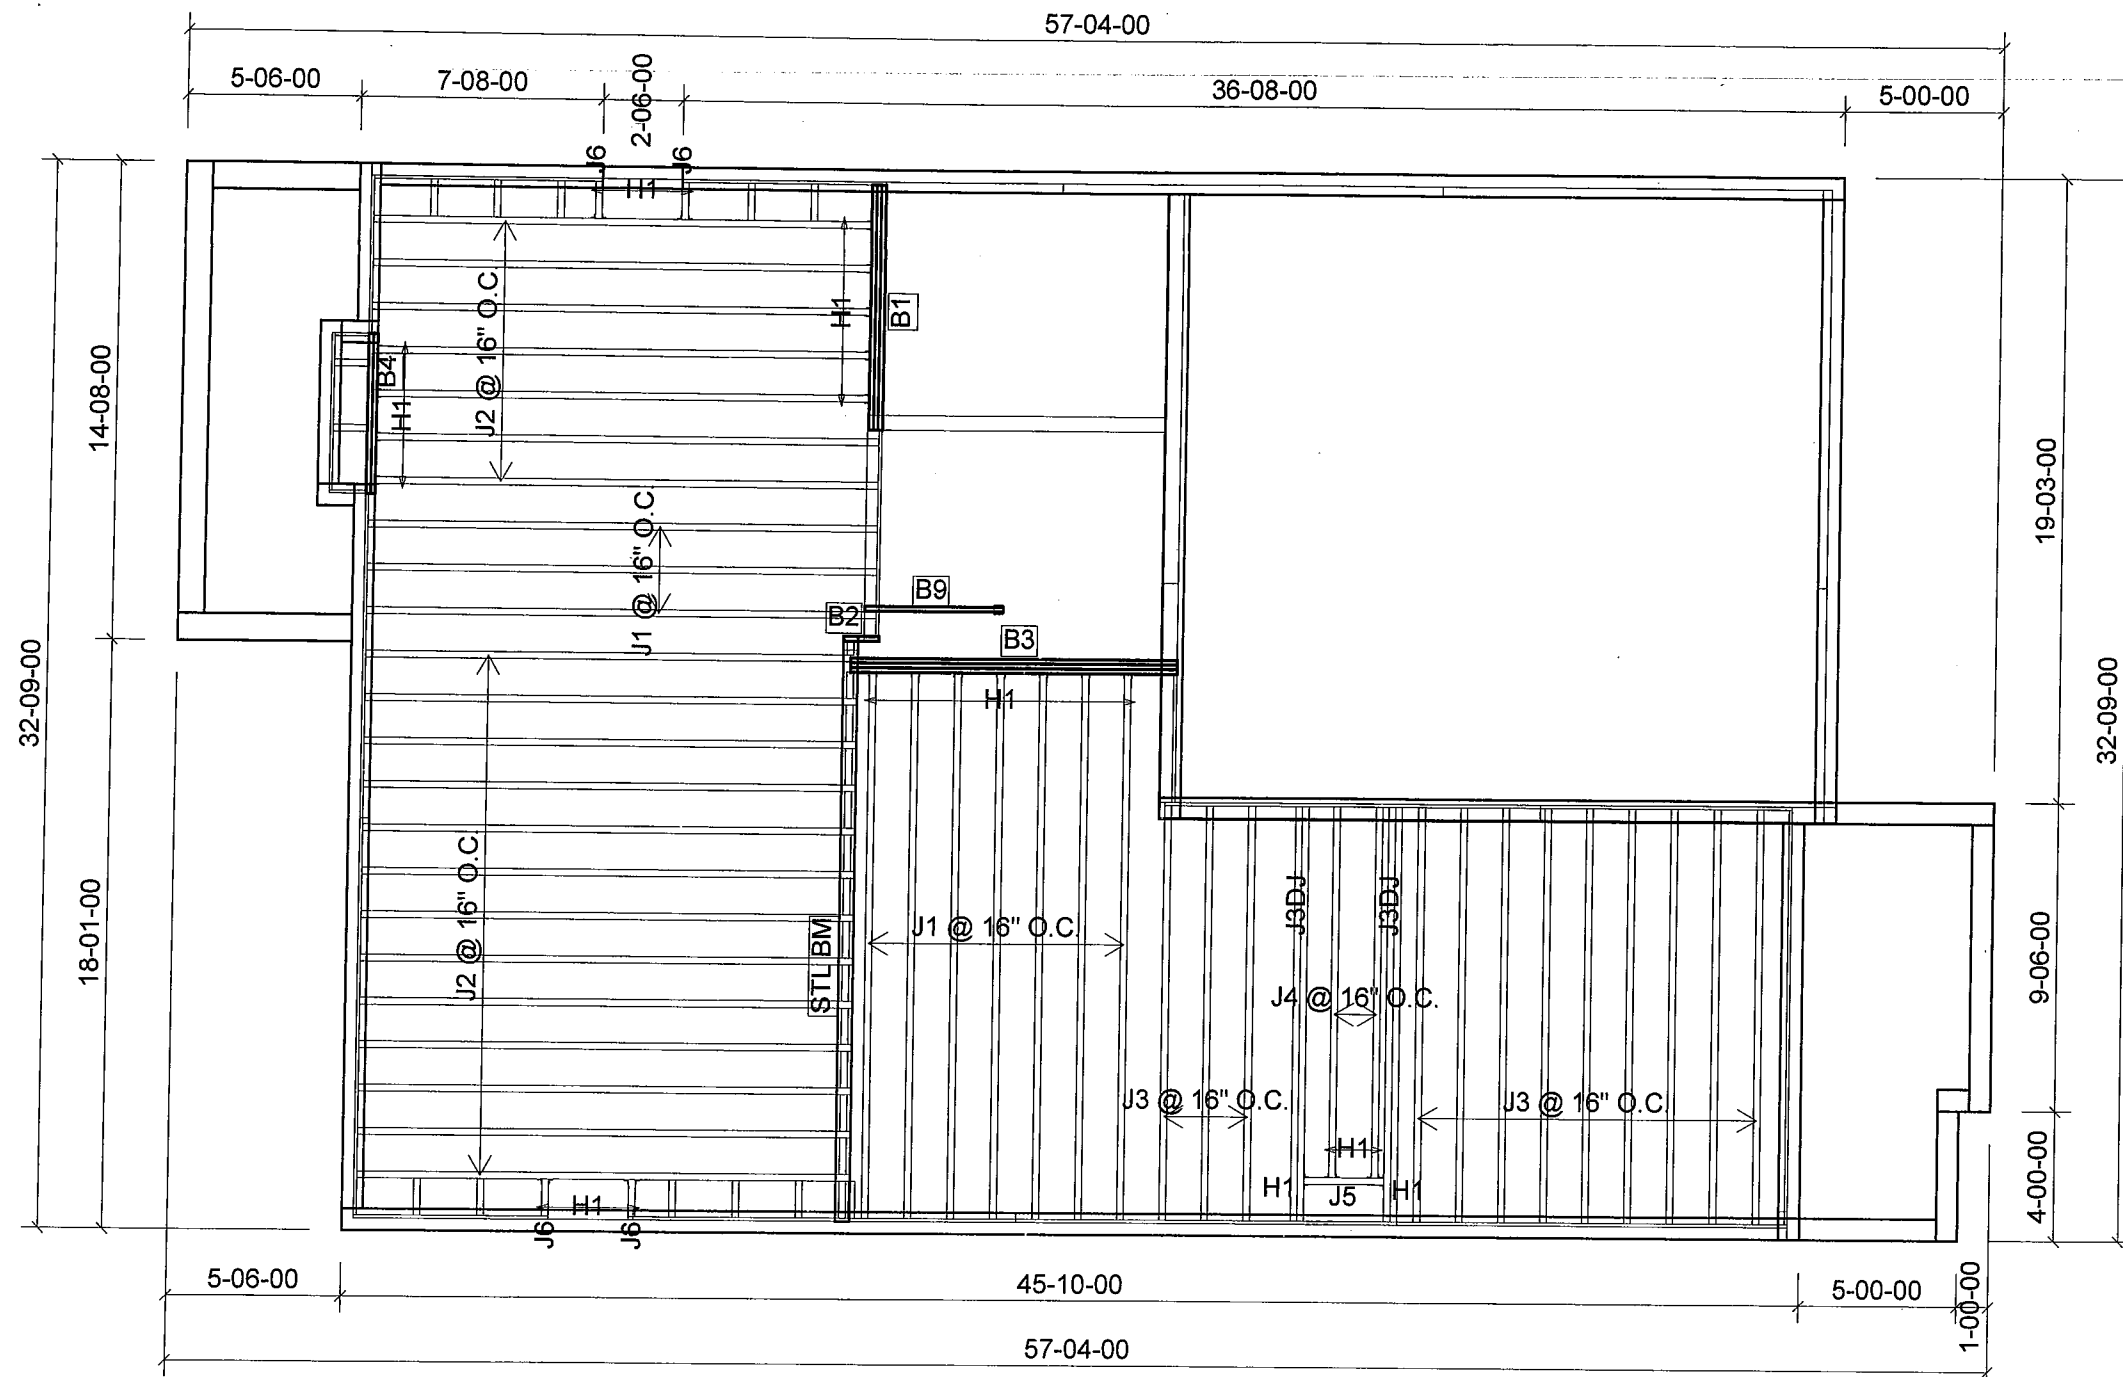 57-04-00
5-06-00
7-08-00
2-06-00
36-08-00
5-00-00
J6
J6
H1
J2 @ 16" O.C
H1
B1
B4
H1
14-08-00
32-09-00
18-01-00
19-03-00
32-09-00
9-06-00
4-00-00
J1 @ 16" O.C.
B9
B2
B3
H1
J2 @ 16" O.C.
STL BM
J1 @ 16" O.C.
J3DJ
J3DJ
J4 @ 16" O.C.
J3 @ 16" O.C.
J3 @ 16" O.C.
H1
H1
J5
H1
H1
J6
J6
5-06-00
45-10-00
5-00-00
1-00-00
57-04-00